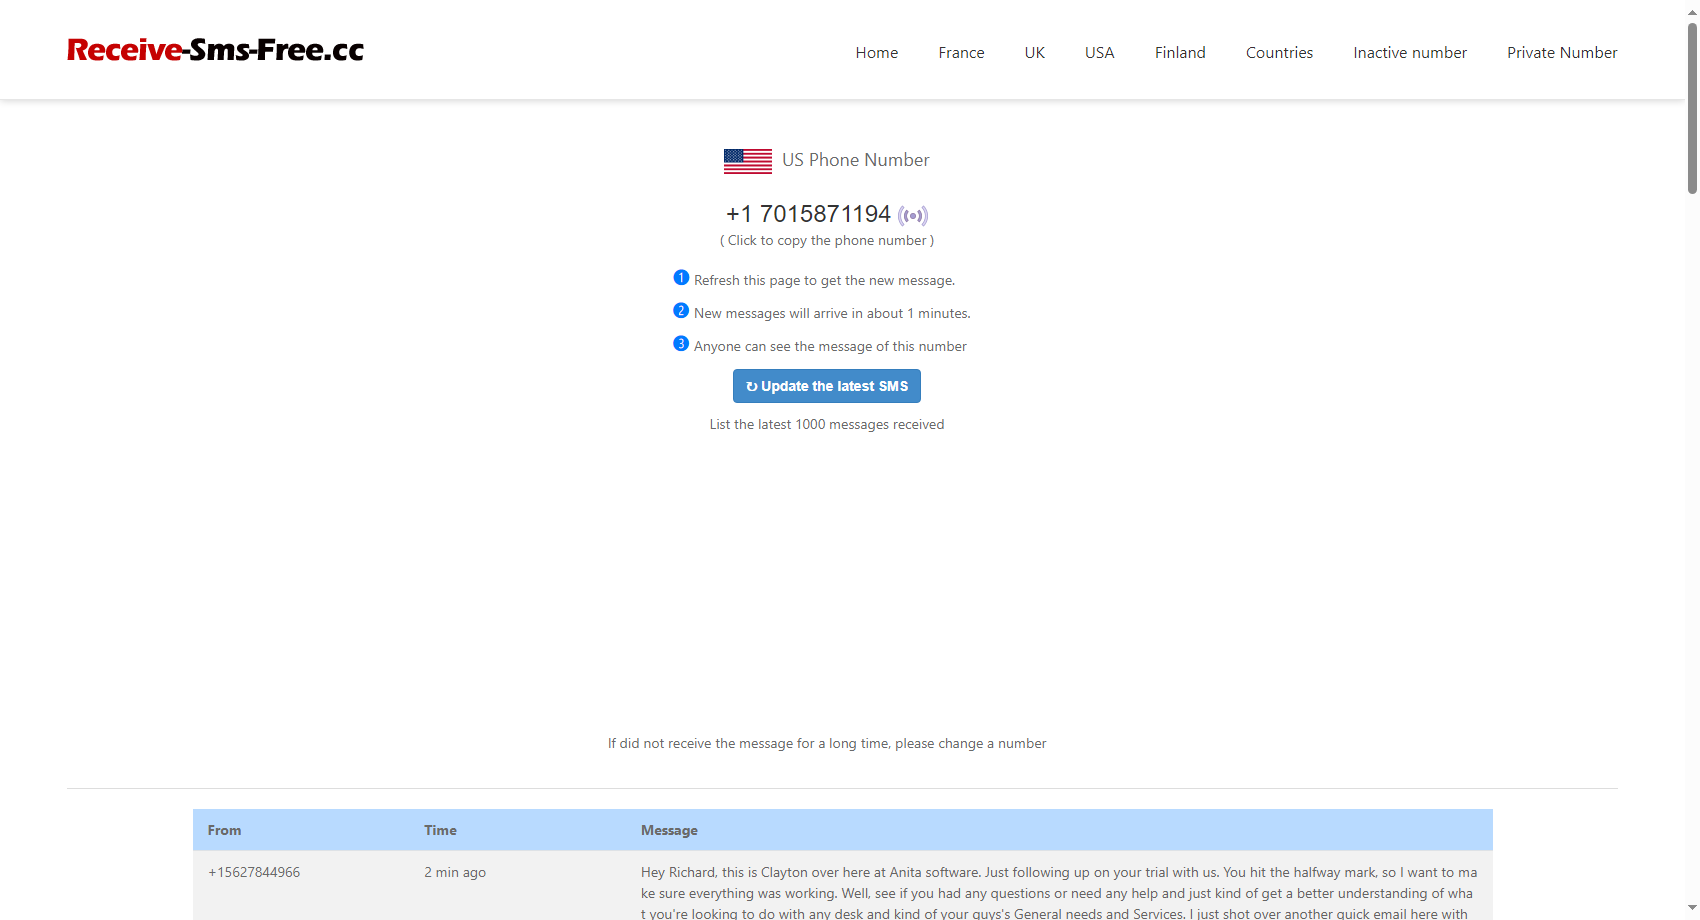 Receive-Sms-Free.cc
Home France UK USA Finland Countries Inactive number Private Number
US Phone Number
+1 7015871194
( Click to copy the phone number )
1 Refresh this page to get the new message.
2 New messages will arrive in about 1 minutes.
3 Anyone can see the message of this number
↻ Update the latest SMS
List the latest 1000 messages received
If did not receive the message for a long time, please change a number
From Time Message
+15627844966 2 min ago Hey Richard, this is Clayton over here at Anita software. Just following up on your trial with us. You hit the halfway mark, so I want to ma
ke sure everything was working. Well, see if you had any questions or need any help and just kind of get a better understanding of wha
t you're looking to do with any desk and kind of your guys's General needs and Services. I just shot over another quick email here with